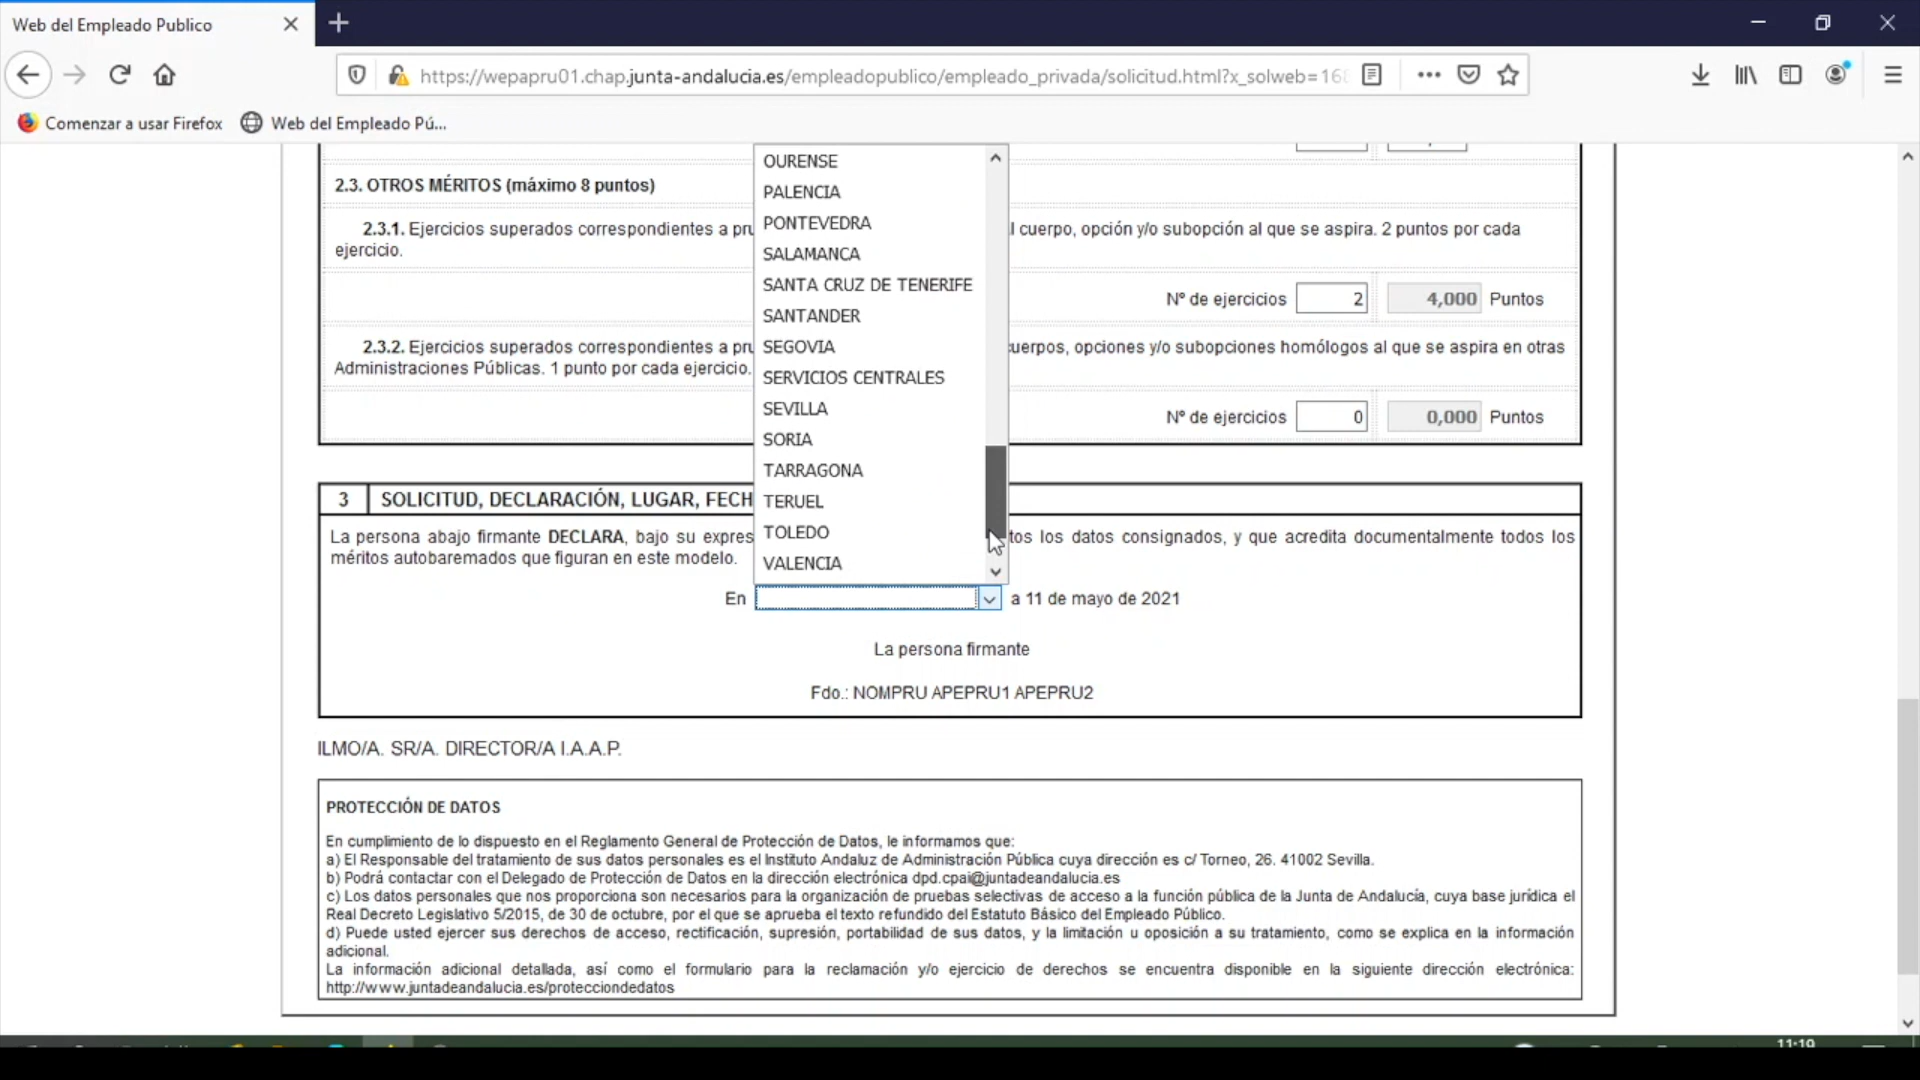 Web del Empleado Publico
https://wepapru01.chap.junta-andalucia.es/empleadopublico/empleado_privada/solicitud.html?x_solweb=168
Comenzar a usar Firefox
Web del Empleado Pú...
2.3. OTROS MÉRITOS (máximo 8 puntos)
2.3.1. Ejercicios superados correspondientes a pru
l cuerpo, opción y/o subopción al que se aspira. 2 puntos por cada
ejercicio.
Nº de ejercicios 2 4,000 Puntos
2.3.2. Ejercicios superados correspondientes a pru
uerpos, opciones y/o subopciones homólogos al que se aspira en otras
Administraciones Públicas. 1 punto por cada ejercicio.
Nº de ejercicios 0 0,000 Puntos
OURENSE
PALENCIA
PONTEVEDRA
SALAMANCA
SANTA CRUZ DE TENERIFE
SANTANDER
SEGOVIA
SERVICIOS CENTRALES
SEVILLA
SORIA
TARRAGONA
TERUEL
TOLEDO
VALENCIA
3 SOLICITUD, DECLARACIÓN, LUGAR, FECH
La persona abajo firmante DECLARA, bajo su expres
tos los datos consignados, y que acredita documentalmente todos los
méritos autobaremados que figuran en este modelo.
En a 11 de mayo de 2021
La persona firmante
Fdo.: NOMPRU APEPRU1 APEPRU2
ILMO/A. SR/A. DIRECTOR/A I.A.A.P.
PROTECCIÓN DE DATOS
En cumplimiento de lo dispuesto en el Reglamento General de Protección de Datos, le informamos que:
a) El Responsable del tratamiento de sus datos personales es el Instituto Andaluz de Administración Pública cuya dirección es c/ Torneo, 26. 41002 Sevilla.
b) Podrá contactar con el Delegado de Protección de Datos en la dirección electrónica dpd.cpai@juntadeandalucia.es
c) Los datos personales que nos proporciona son necesarios para la organización de pruebas selectivas de acceso a la función pública de la Junta de Andalucía, cuya base jurídica el
Real Decreto Legislativo 5/2015, de 30 de octubre, por el que se aprueba el texto refundido del Estatuto Básico del Empleado Público.
d) Puede usted ejercer sus derechos de acceso, rectificación, supresión, portabilidad de sus datos, y la limitación u oposición a su tratamiento, como se explica en la información
adicional.
La información adicional detallada, así como el formulario para la reclamación y/o ejercicio de derechos se encuentra disponible en la siguiente dirección electrónica:
http://www.juntadeandalucia.es/protecciondedatos
11:19